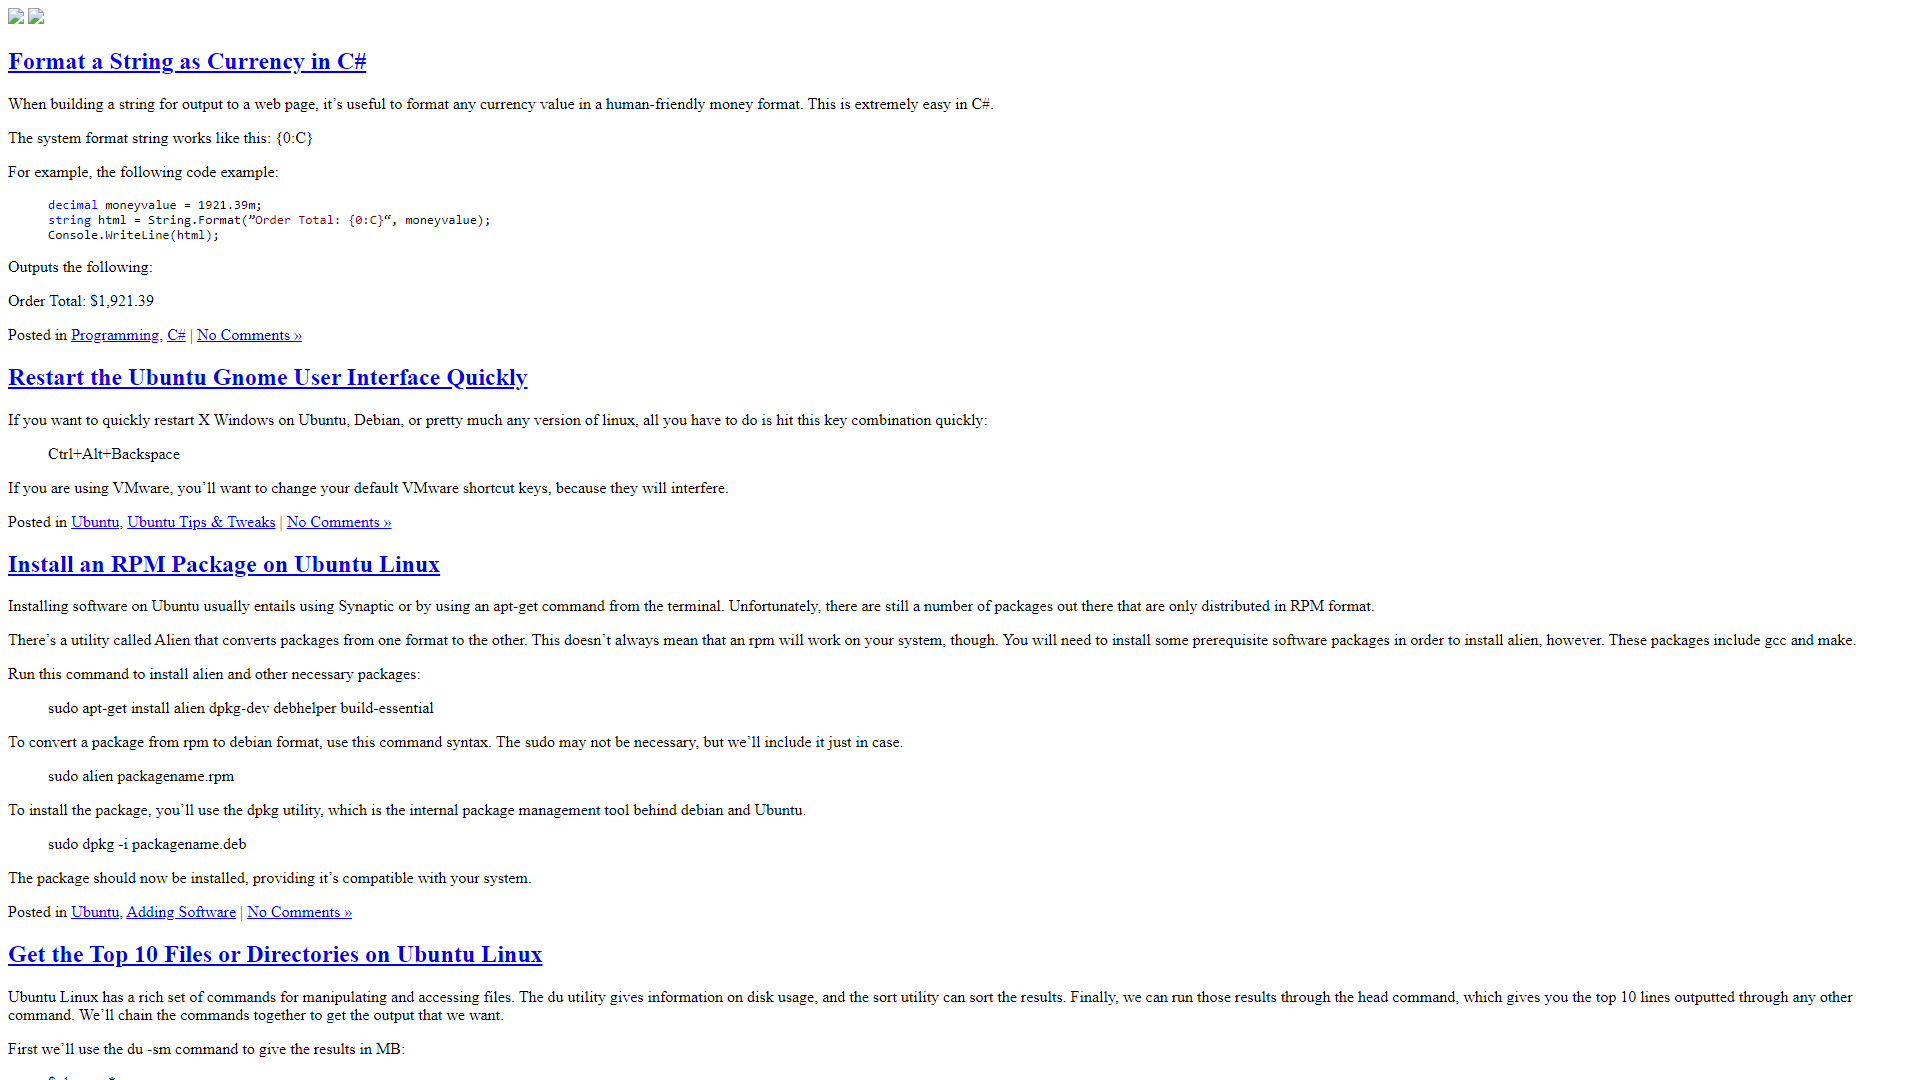 Format a String as Currency in C#
When building a string for output to a web page, it’s useful to format any currency value in a human-friendly money format. This is extremely easy in C#.
The system format string works like this: {0:C}
For example, the following code example:
decimal moneyvalue = 1921.39m;
string html = String.Format(”Order Total: {0:C}“, moneyvalue);
Console.WriteLine(html);
Outputs the following:
Order Total: $1,921.39
Posted in Programming, C# | No Comments »
Restart the Ubuntu Gnome User Interface Quickly
If you want to quickly restart X Windows on Ubuntu, Debian, or pretty much any version of linux, all you have to do is hit this key combination quickly:
Ctrl+Alt+Backspace
If you are using VMware, you’ll want to change your default VMware shortcut keys, because they will interfere.
Posted in Ubuntu, Ubuntu Tips & Tweaks | No Comments »
Install an RPM Package on Ubuntu Linux
Installing software on Ubuntu usually entails using Synaptic or by using an apt-get command from the terminal. Unfortunately, there are still a number of packages out there that are only distributed in RPM format.
There’s a utility called Alien that converts packages from one format to the other. This doesn’t always mean that an rpm will work on your system, though. You will need to install some prerequisite software packages in order to install alien, however. These packages include gcc and make.
Run this command to install alien and other necessary packages:
sudo apt-get install alien dpkg-dev debhelper build-essential
To convert a package from rpm to debian format, use this command syntax. The sudo may not be necessary, but we’ll include it just in case.
sudo alien packagename.rpm
To install the package, you’ll use the dpkg utility, which is the internal package management tool behind debian and Ubuntu.
sudo dpkg -i packagename.deb
The package should now be installed, providing it’s compatible with your system.
Posted in Ubuntu, Adding Software | No Comments »
Get the Top 10 Files or Directories on Ubuntu Linux
Ubuntu Linux has a rich set of commands for manipulating and accessing files. The du utility gives information on disk usage, and the sort utility can sort the results. Finally, we can run those results through the head command, which gives you the top 10 lines outputted through any other
command. We’ll chain the commands together to get the output that we want.
First we’ll use the du -sm command to give the results in MB: